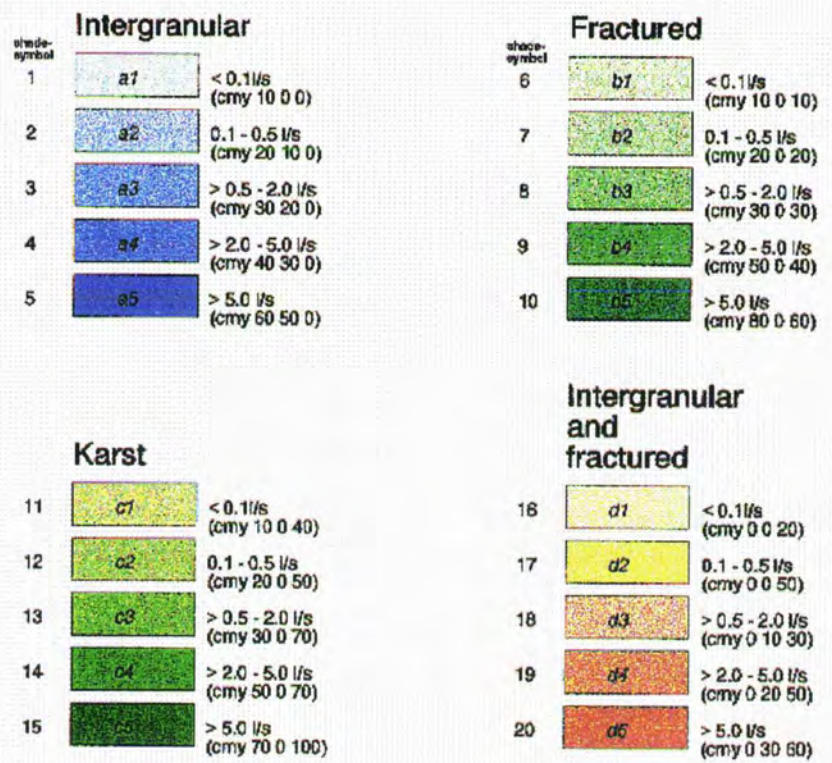 Intergranular
shade-
symbol
1 a1 < 0.1l/s
(cmy 10 0 0)
2 a2 0.1 - 0.5 l/s
(cmy 20 10 0)
3 a3 > 0.5 - 2.0 l/s
(cmy 30 20 0)
4 a4 > 2.0 - 5.0 l/s
(cmy 40 30 0)
5 a5 > 5.0 l/s
(cmy 60 50 0)
Fractured
shade-
symbol
6 b1 < 0.1l/s
(cmy 10 0 10)
7 b2 0.1 - 0.5 l/s
(cmy 20 0 20)
8 b3 > 0.5 - 2.0 l/s
(cmy 30 0 30)
9 b4 > 2.0 - 5.0 l/s
(cmy 50 0 40)
10 b5 > 5.0 l/s
(cmy 80 0 60)
Karst
11 c1 < 0.1l/s
(cmy 10 0 40)
12 c2 0.1 - 0.5 l/s
(cmy 20 0 50)
13 c3 > 0.5 - 2.0 l/s
(cmy 30 0 70)
14 c4 > 2.0 - 5.0 l/s
(cmy 50 0 70)
15 c5 > 5.0 l/s
(cmy 70 0 100)
Intergranular
and
fractured
16 d1 < 0.1l/s
(cmy 0 0 20)
17 d2 0.1 - 0.5 l/s
(cmy 0 0 50)
18 d3 > 0.5 - 2.0 l/s
(cmy 0 10 30)
19 d4 > 2.0 - 5.0 l/s
(cmy 0 20 50)
20 d5 > 5.0 l/s
(cmy 0 30 60)